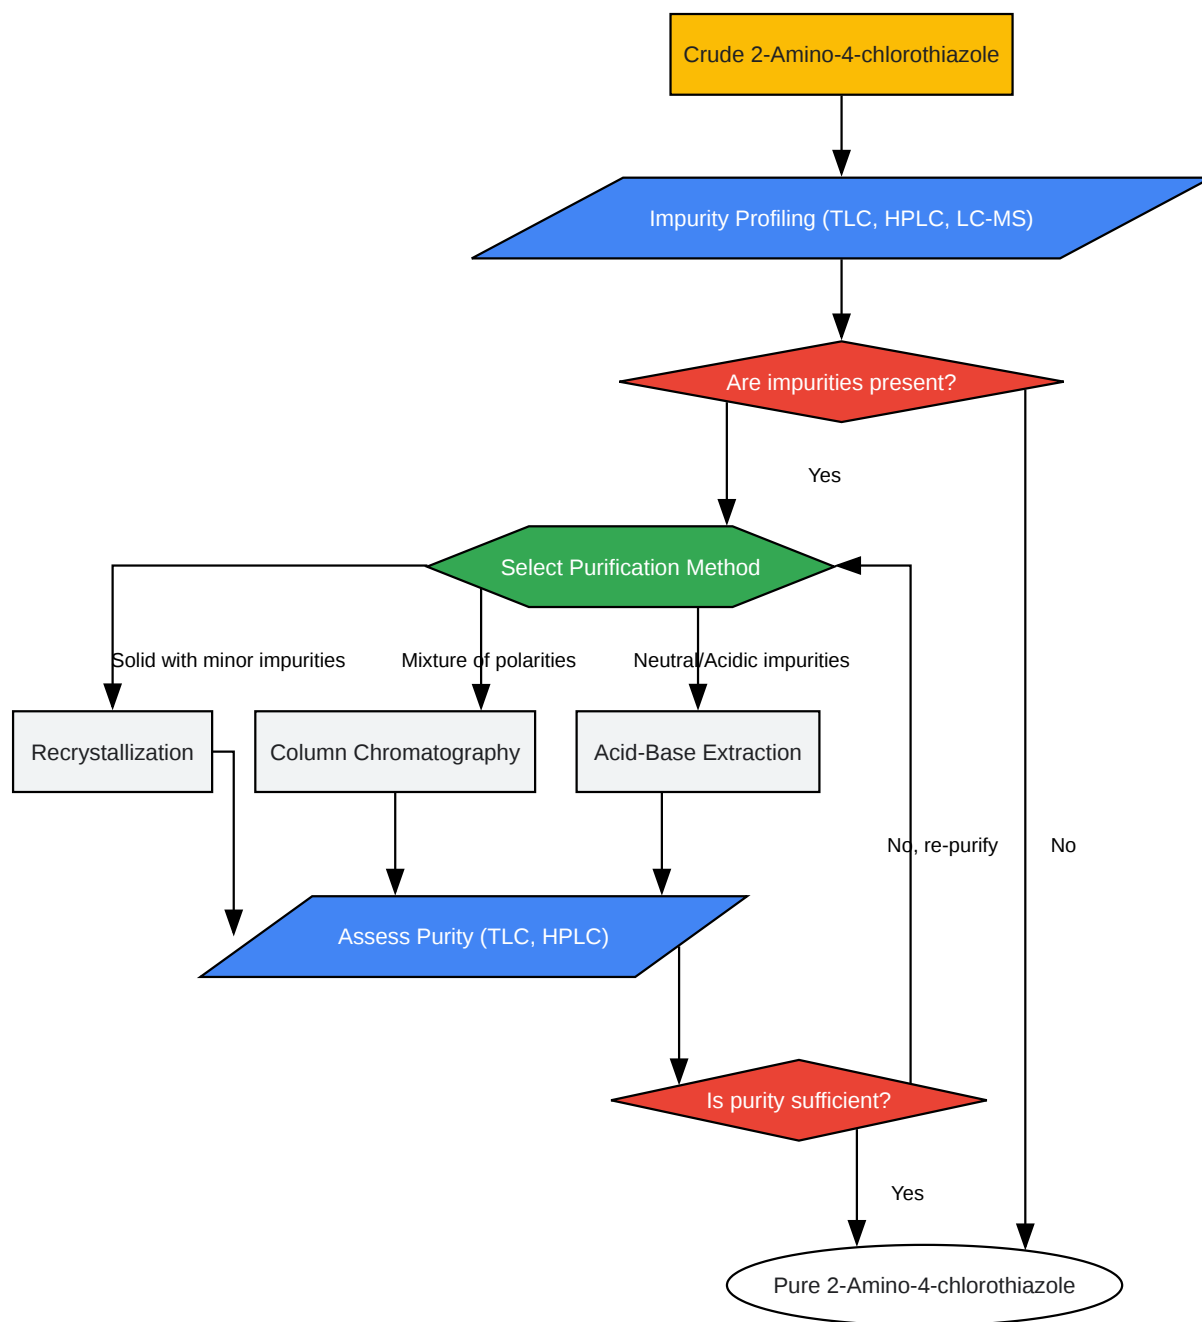 Crude 2-Amino-4-chlorothiazole
Impurity Profiling (TLC, HPLC, LC-MS)
Are impurities present?
Yes
Select Purification Method
Solid with minor impurities
Mixture of polarities
Neutral/Acidic impurities
Recrystallization
Column Chromatography
Acid-Base Extraction
No, re-purify
No
Assess Purity (TLC, HPLC)
Is purity sufficient?
Yes
Pure 2-Amino-4-chlorothiazole